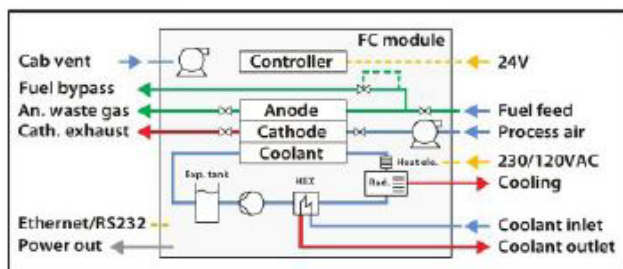 FC module
Cab vent
Controller
24V
Fuel bypass
An. waste gas
Anode
Fuel feed
Cath. exhaust
Cathode
Process air
Coolant
Heat ele.
230/120VAC
Exp. tank
HEX
Rad.
Cooling
Ethernet/RS232
Coolant inlet
Power out
Coolant outlet